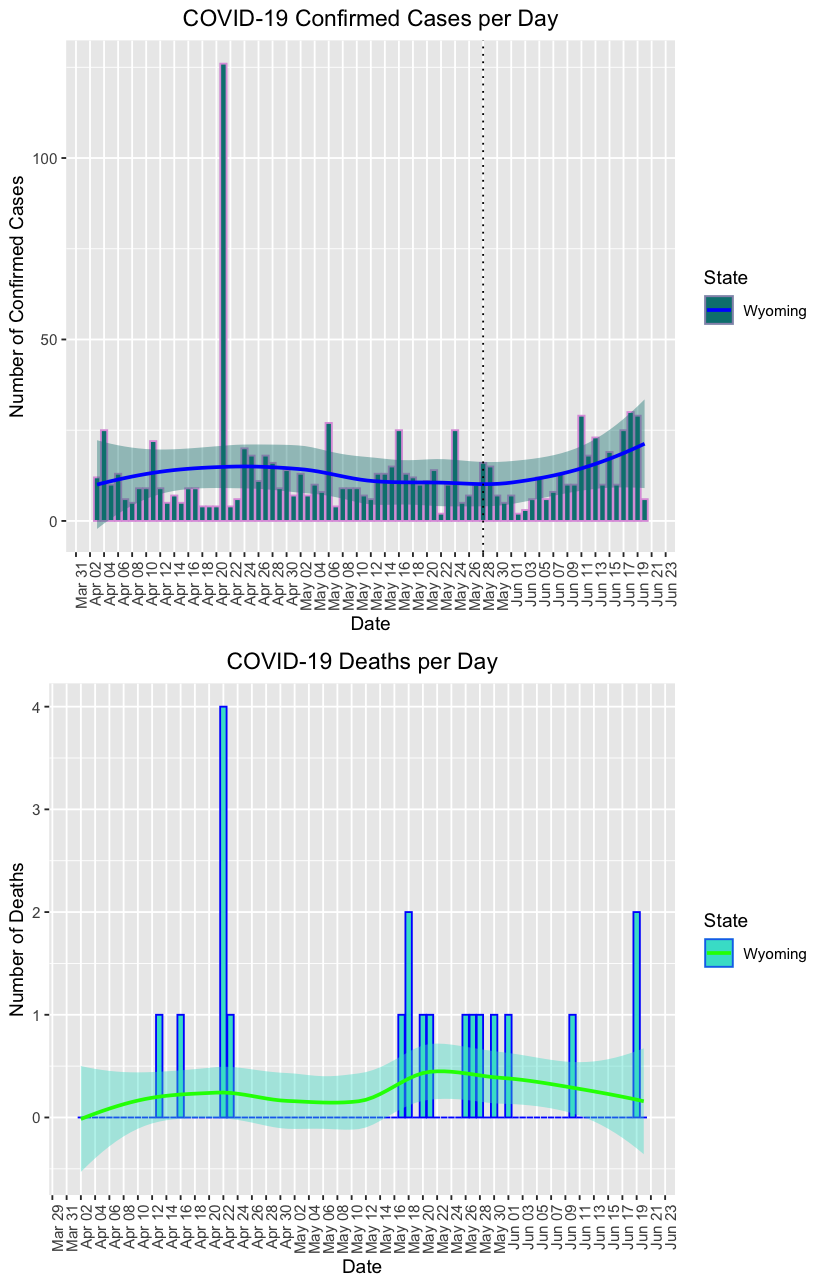 COVID-19 Confirmed Cases per Day
Number of Confirmed Cases
100
50
0
Mar 31
Apr 02
Apr 04
Apr 06
Apr 08
Apr 10
Apr 12
Apr 14
Apr 16
Apr 18
Apr 20
Apr 22
Apr 24
Apr 26
Apr 28
Apr 30
May 02
May 04
May 06
May 08
May 10
May 12
May 14
May 16
May 18
May 20
May 22
May 24
May 26
May 28
May 30
Jun 01
Jun 03
Jun 05
Jun 07
Jun 09
Jun 11
Jun 13
Jun 15
Jun 17
Jun 19
Jun 21
Jun 23
Date
State
Wyoming
COVID-19 Deaths per Day
Number of Deaths
4
3
2
1
0
Mar 29
Mar 31
Apr 02
Apr 04
Apr 06
Apr 08
Apr 10
Apr 12
Apr 14
Apr 16
Apr 18
Apr 20
Apr 22
Apr 24
Apr 26
Apr 28
Apr 30
May 02
May 04
May 06
May 08
May 10
May 12
May 14
May 16
May 18
May 20
May 22
May 24
May 26
May 28
May 30
Jun 01
Jun 03
Jun 05
Jun 07
Jun 09
Jun 11
Jun 13
Jun 15
Jun 17
Jun 19
Jun 21
Jun 23
Date
State
Wyoming